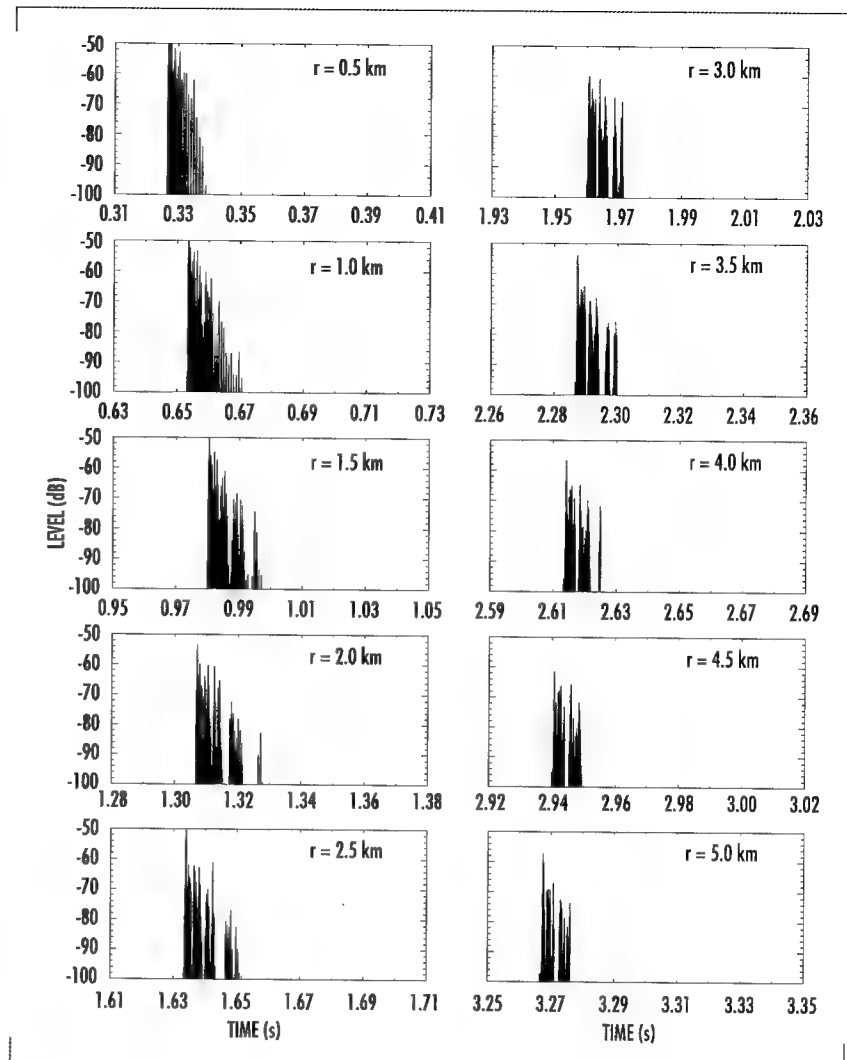 -50
-60
-70
-80
-90
-100
r = 0.5 km
0.31 0.33 0.35 0.37 0.39 0.41
-50
-60
-70
-80
-90
-100
r = 1.0 km
0.63 0.65 0.67 0.69 0.71 0.73
LEVEL (dB)
-50
-60
-70
-80
-90
-100
r = 1.5 km
0.95 0.97 0.99 1.01 1.03 1.05
-50
-60
-70
-80
-90
-100
r = 2.0 km
1.28 1.30 1.32 1.34 1.36 1.38
-50
-60
-70
-80
-90
-100
r = 2.5 km
1.61 1.63 1.65 1.67 1.69 1.71
TIME (s)
r = 3.0 km
1.93 1.95 1.97 1.99 2.01 2.03
r = 3.5 km
2.26 2.28 2.30 2.32 2.34 2.36
r = 4.0 km
2.59 2.61 2.63 2.65 2.67 2.69
r = 4.5 km
2.92 2.94 2.96 2.98 3.00 3.02
r = 5.0 km
3.25 3.27 3.29 3.31 3.33 3.35
TIME (s)